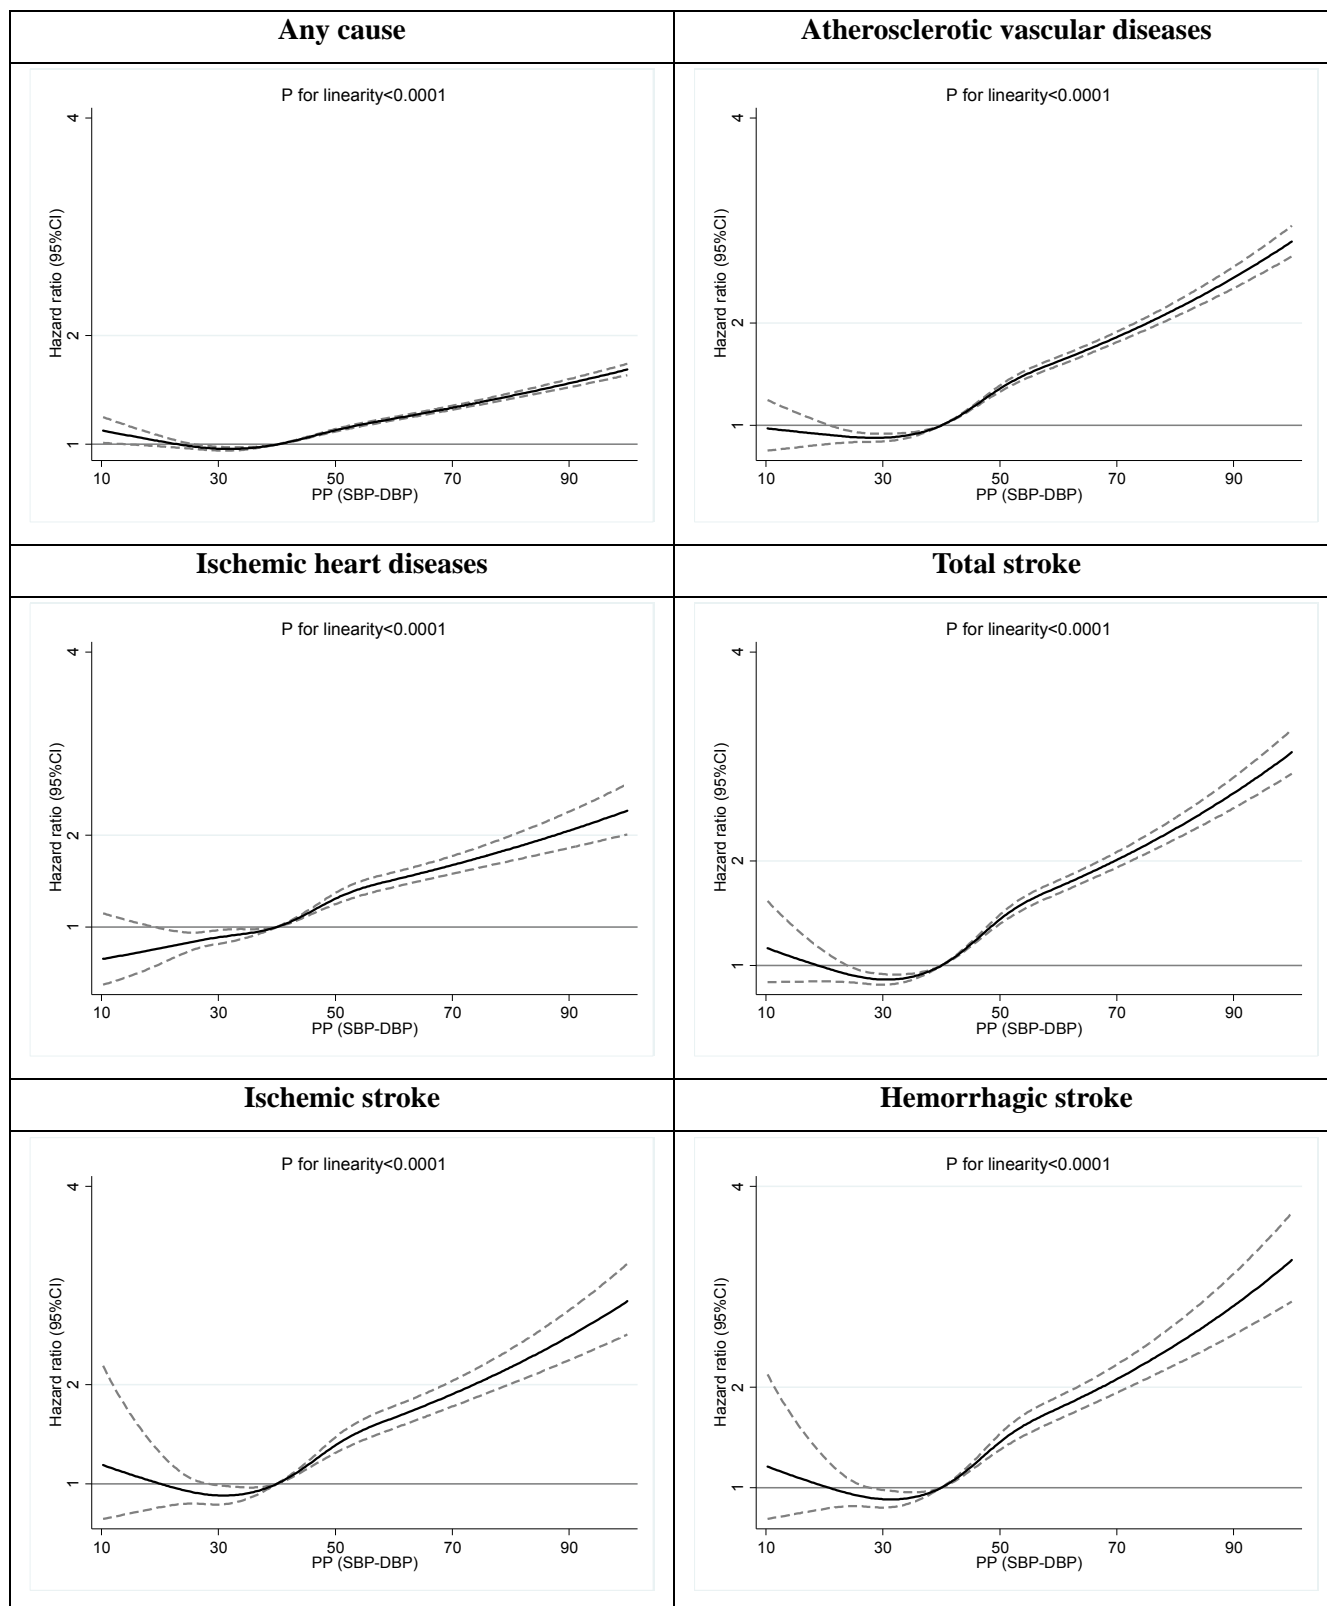 Any cause
P for linearity<0.0001
Hazard ratio (95%CI)
4
2
1
10 30 50 70 90
PP (SBP-DBP)
Atherosclerotic vascular diseases
P for linearity<0.0001
Hazard ratio (95%CI)
4
2
1
10 30 50 70 90
PP (SBP-DBP)
Ischemic heart diseases
P for linearity<0.0001
Hazard ratio (95%CI)
4
2
1
10 30 50 70 90
PP (SBP-DBP)
Total stroke
P for linearity<0.0001
Hazard ratio (95%CI)
4
2
1
10 30 50 70 90
PP (SBP-DBP)
Ischemic stroke
P for linearity<0.0001
Hazard ratio (95%CI)
4
2
1
10 30 50 70 90
PP (SBP-DBP)
Hemorrhagic stroke
P for linearity<0.0001
Hazard ratio (95%CI)
4
2
1
10 30 50 70 90
PP (SBP-DBP)